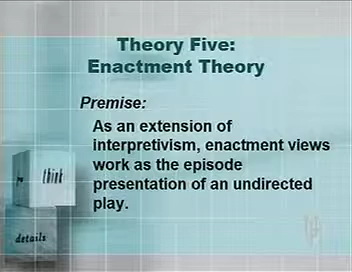 Theory Five:
Enactment Theory
Premise:
As an extension of
interpretivism, enactment views
work as the episode
presentation of an undirected
play.
think
details